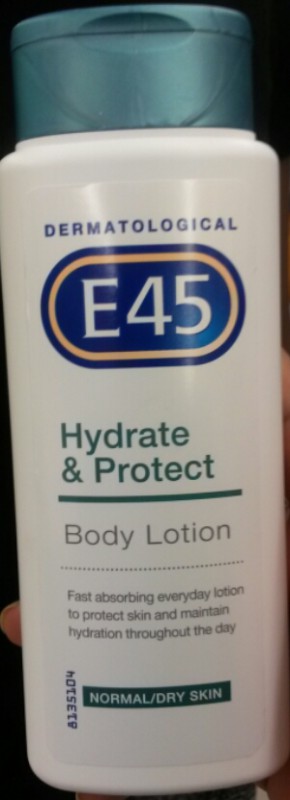 DERMATOLOGICAL
E45
Hydrate
& Protect
Body Lotion
Fast absorbing everyday lotion
to protect skin and maintain
hydration throughout the day
NORMAL/DRY SKIN
8135104